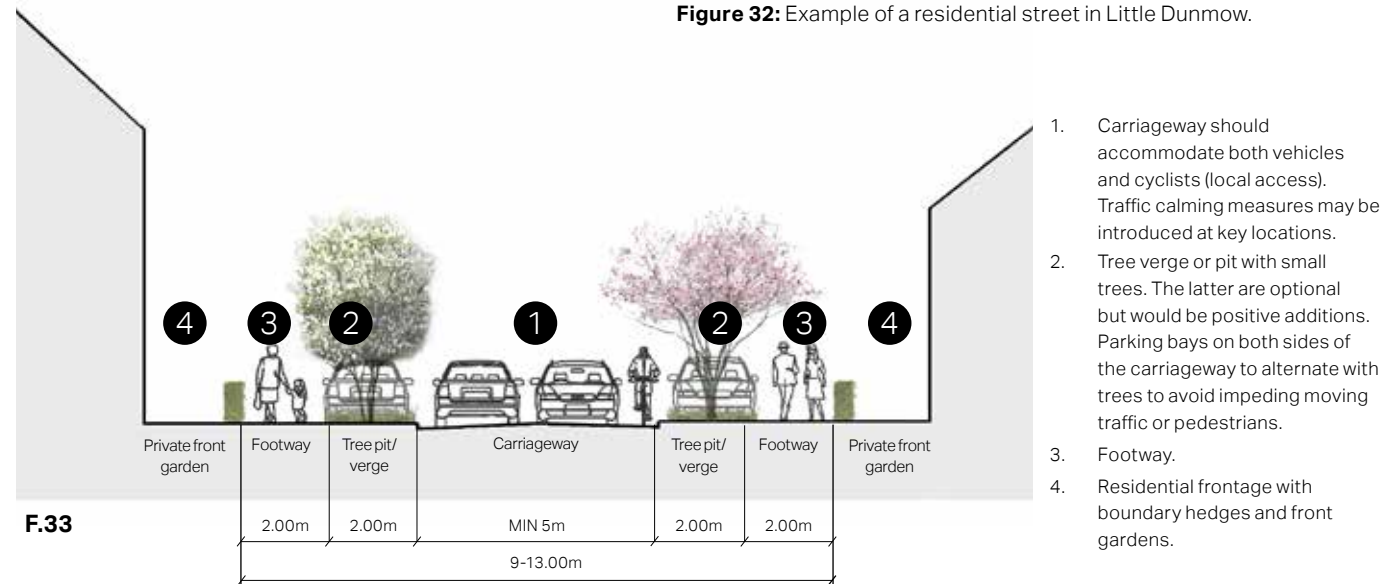 Figure 32: Example of a residential street in Little Dunmow.
4
3
2
1
2
3
4
Private front
garden
Footway
Tree pit/
verge
Carriageway
Tree pit/
verge
Footway
Private front
garden
F.33
2.00m
2.00m
MIN 5m
2.00m
2.00m
9-13.00m
1. Carriageway should
accommodate both vehicles
and cyclists (local access).
Traffic calming measures may be
introduced at key locations.
2. Tree verge or pit with small
trees. The latter are optional
but would be positive additions.
Parking bays on both sides of
the carriageway to alternate with
trees to avoid impeding moving
traffic or pedestrians.
3. Footway.
4. Residential frontage with
boundary hedges and front
gardens.